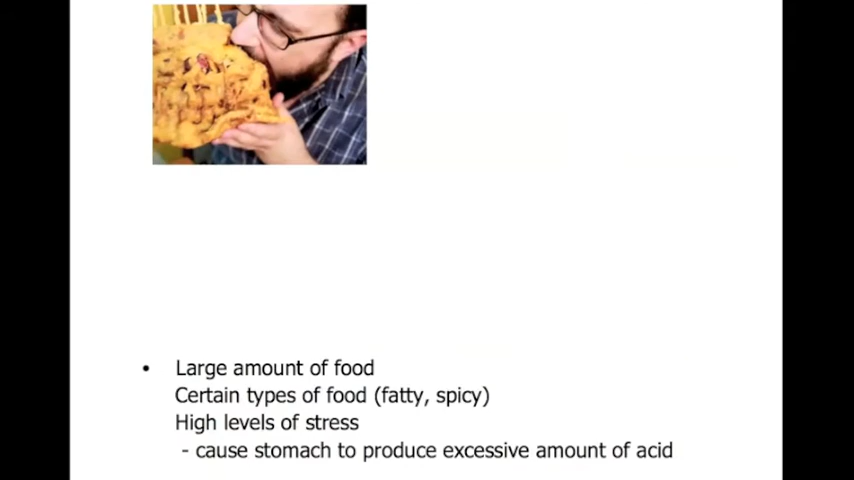 • Large amount of food
Certain types of food (fatty, spicy)
High levels of stress
- cause stomach to produce excessive amount of acid